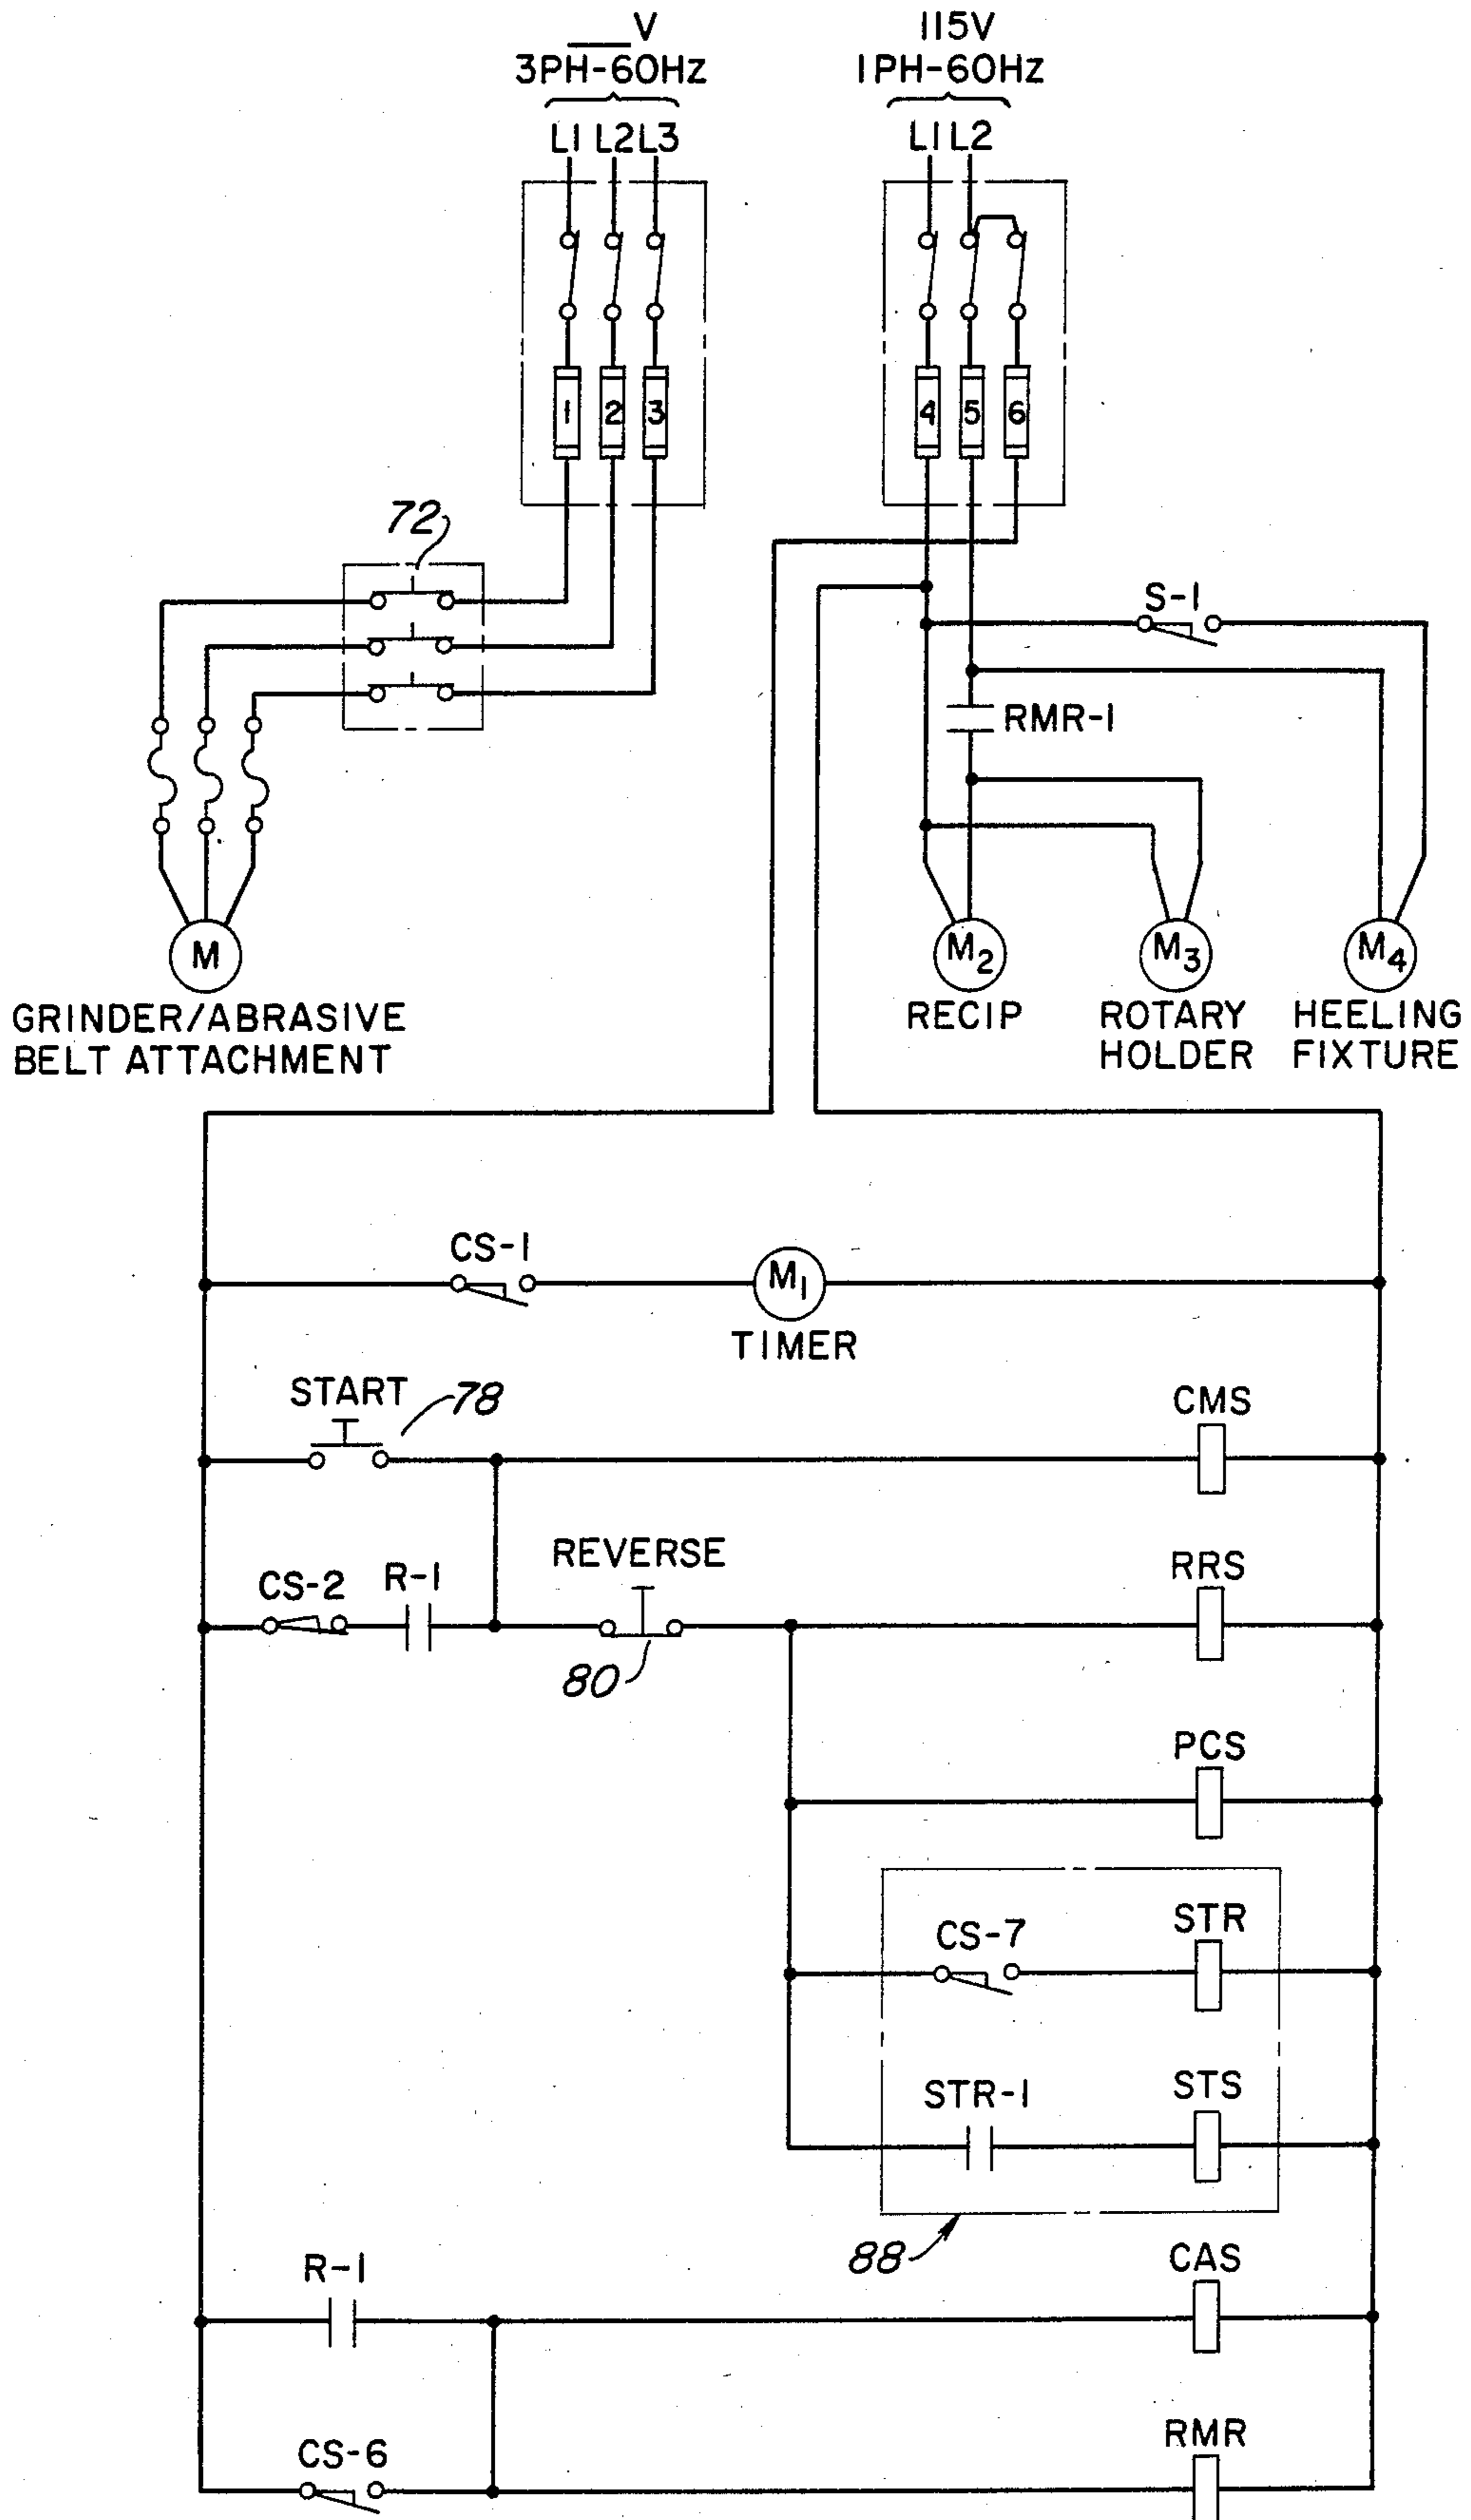 ___V
3PH-60HZ
L1 L2 L3
115V
1PH-60HZ
L1 L2
1 2 3
4 5 6
72
S-1
RMR-1
M
GRINDER/ABRASIVE
BELT ATTACHMENT
M2
RECIP
M3
ROTARY
HOLDER
M4
HEELING
FIXTURE
CS-1
M1
TIMER
START
78
CMS
CS-2
R-1
REVERSE
80
RRS
PCS
CS-7
STR
STR-1
STS
88
R-1
CAS
CS-6
RMR